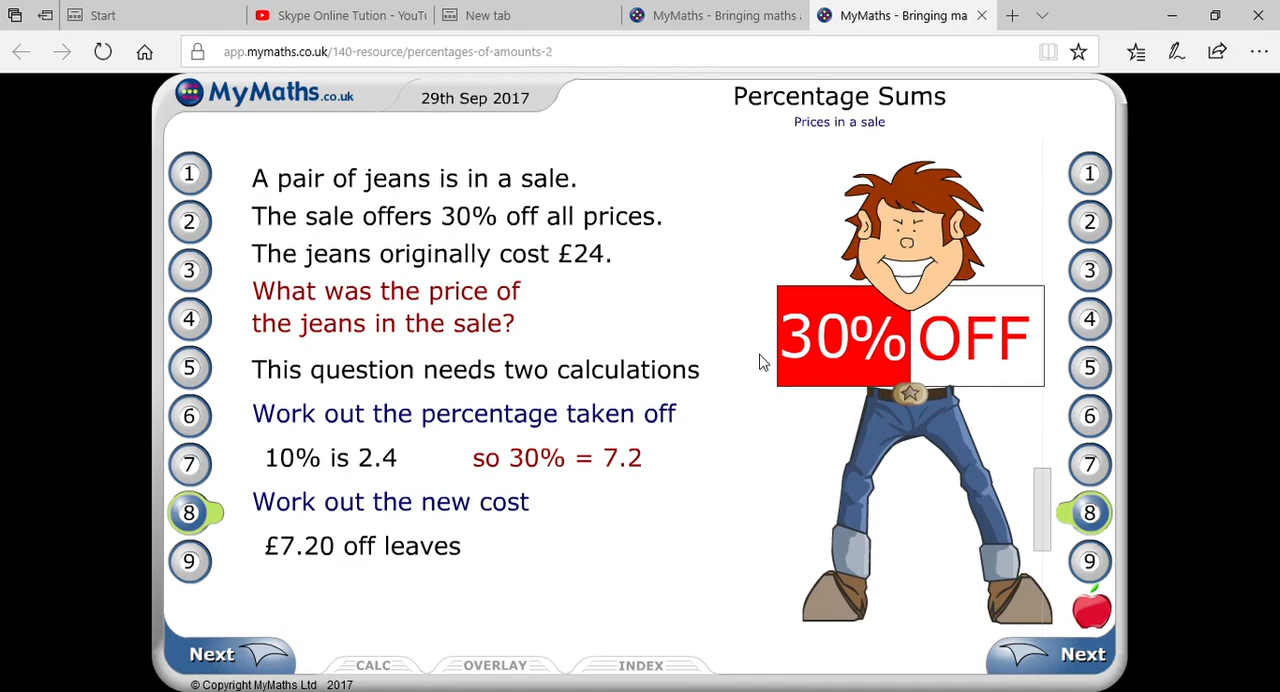 Start
Skype Online Tution - YouTu
New tab
MyMaths - Bringing maths a
MyMaths - Bringing ma
app.mymaths.co.uk/140-resource/percentages-of-amounts-2
MyMaths.co.uk
29th Sep 2017
Percentage Sums
Prices in a sale
1
2
3
4
5
6
7
8
9
A pair of jeans is in a sale.
The sale offers 30% off all prices.
The jeans originally cost £24.
What was the price of
the jeans in the sale?
This question needs two calculations
Work out the percentage taken off
10% is 2.4 so 30% = 7.2
Work out the new cost
£7.20 off leaves
30% OFF
1
2
3
4
5
6
7
8
9
Next
CALC
OVERLAY
INDEX
Next
© Copyright MyMaths Ltd 2017